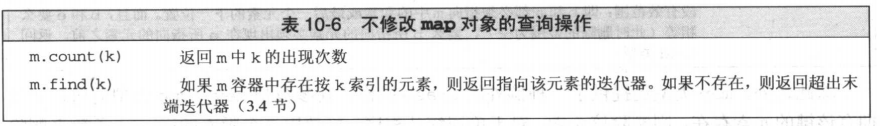 表 10-6 不修改 map 对象的查询操作
m.count(k) 返回 m 中 k 的出现次数
m.find(k) 如果 m 容器中存在按 k 索引的元素，则返回指向该元素的迭代器。如果不存在，则返回超出末
端迭代器（3.4 节）